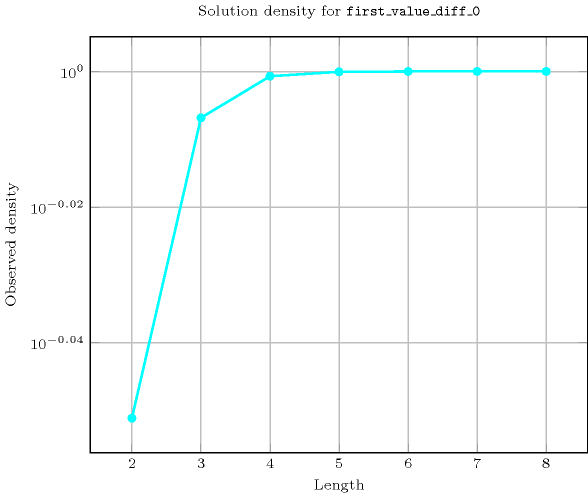 Solution density for first_value_diff_0
10^0
10^−0.02
10^−0.04
Observed density
2 3 4 5 6 7 8
Length